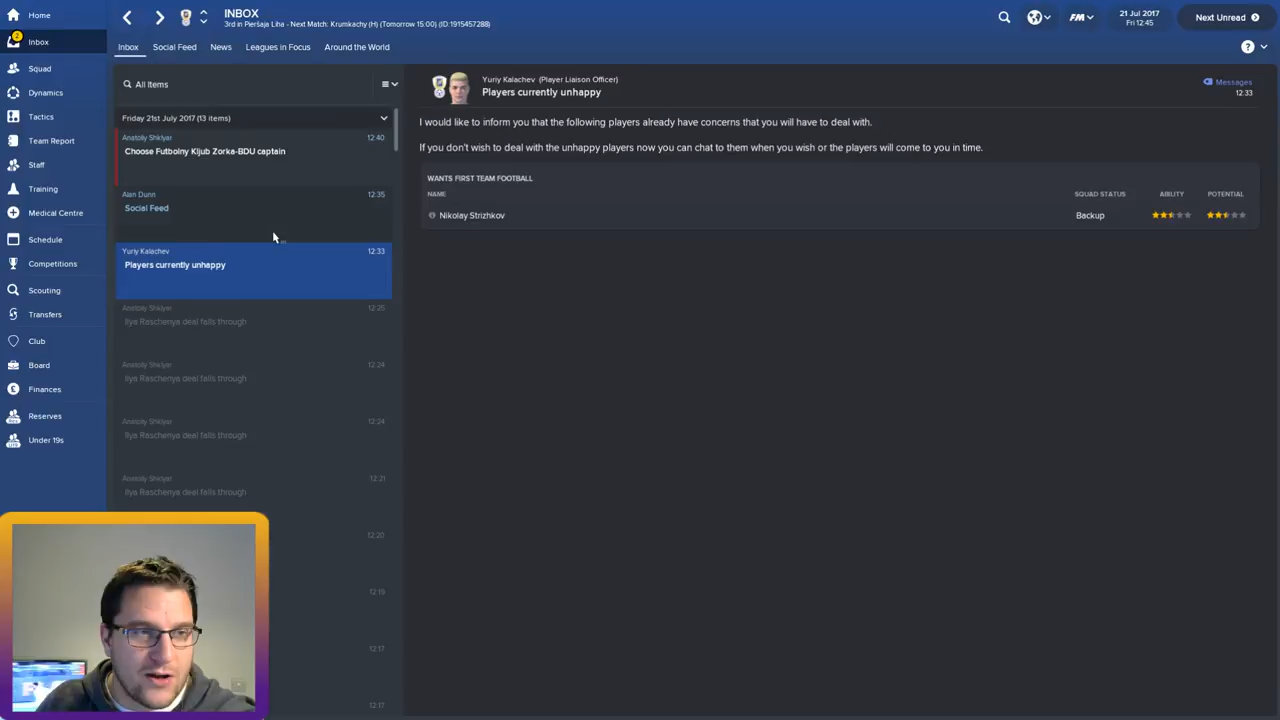 Home
INBOX
3rd in Pieršaja Liha - Next Match: Krumkachy (H) (Tomorrow 15:00) (ID:1915457288)
FM
21 Jul 2017
Fri 12:45
Next Unread
2
Inbox
Inbox
Social Feed
News
Leagues in Focus
Around the World
?
Squad
Dynamics
Tactics
Team Report
Staff
Training
Medical Centre
Schedule
Competitions
Scouting
Transfers
Club
Board
Finances
Reserves
Under 19s
All Items
Friday 21st July 2017 (13 items)
Anatoliy Shklyar 12:40
Choose Futbolny Kljub Zorka-BDU captain
Alan Dunn 12:35
Social Feed
Yuriy Kalachev 12:33
Players currently unhappy
Anatoliy Shklyar 12:25
Ilya Raschenya deal falls through
Anatoliy Shklyar 12:24
Ilya Raschenya deal falls through
Anatoliy Shklyar 12:24
Ilya Raschenya deal falls through
Anatoliy Shklyar 12:21
Ilya Raschenya deal falls through
12:20
12:19
12:17
12:17
Yuriy Kalachev (Player Liaison Officer)
Players currently unhappy
Messages
12:33
I would like to inform you that the following players already have concerns that you will have to deal with.
If you don't wish to deal with the unhappy players now you can chat to them when you wish or the players will come to you in time.
WANTS FIRST TEAM FOOTBALL
NAME SQUAD STATUS ABILITY POTENTIAL
Nikolay Strizhkov Backup